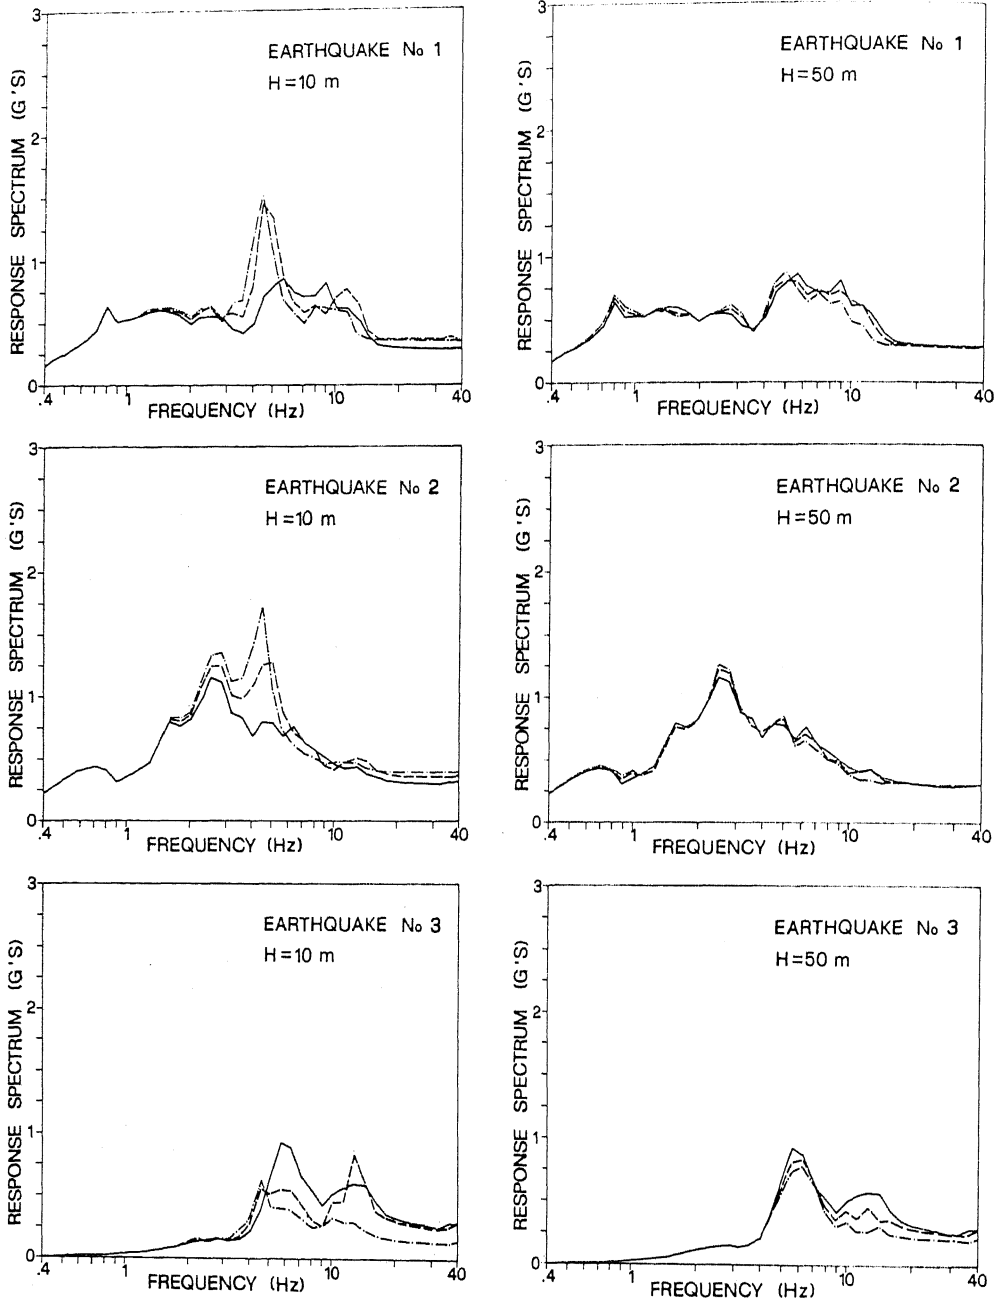 3
2
1
0
RESPONSE SPECTRUM (G'S)
EARTHQUAKE No 1
H=10 m
.4 1 10 40
FREQUENCY (Hz)
3
2
1
0
RESPONSE SPECTRUM (G'S)
EARTHQUAKE No 1
H=50 m
.4 1 10 40
FREQUENCY (Hz)
3
2
1
0
RESPONSE SPECTRUM (G'S)
EARTHQUAKE No 2
H=10 m
.4 1 10 40
FREQUENCY (Hz)
3
2
1
0
RESPONSE SPECTRUM (G'S)
EARTHQUAKE No 2
H=50 m
.4 1 10 40
FREQUENCY (Hz)
3
2
1
0
RESPONSE SPECTRUM (G'S)
EARTHQUAKE No 3
H=10 m
.4 1 10 40
FREQUENCY (Hz)
3
2
1
0
RESPONSE SPECTRUM (G'S)
EARTHQUAKE No 3
H=50 m
.4 1 10 40
FREQUENCY (Hz)